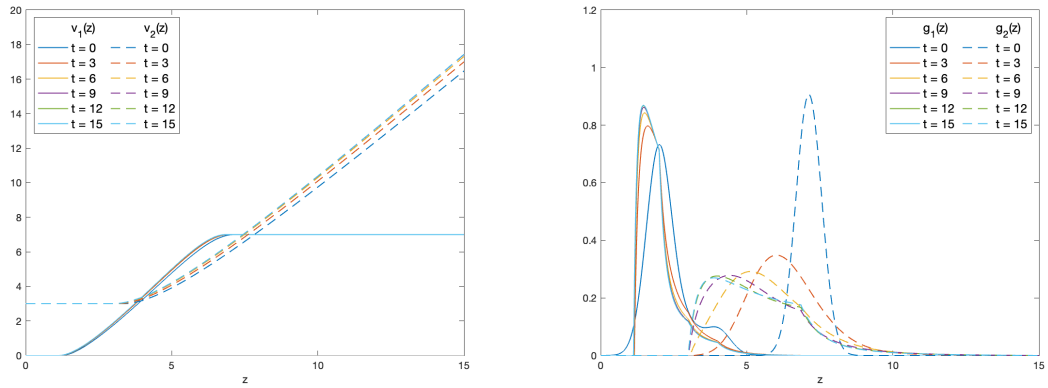 20
18
16
14
12
10
8
6
4
2
0
0 5 10 15
z
v1(z) v2(z)
t = 0 t = 0
t = 3 t = 3
t = 6 t = 6
t = 9 t = 9
t = 12 t = 12
t = 15 t = 15
1.2
1
0.8
0.6
0.4
0.2
0
0 5 10 15
z
g1(z) g2(z)
t = 0 t = 0
t = 3 t = 3
t = 6 t = 6
t = 9 t = 9
t = 12 t = 12
t = 15 t = 15